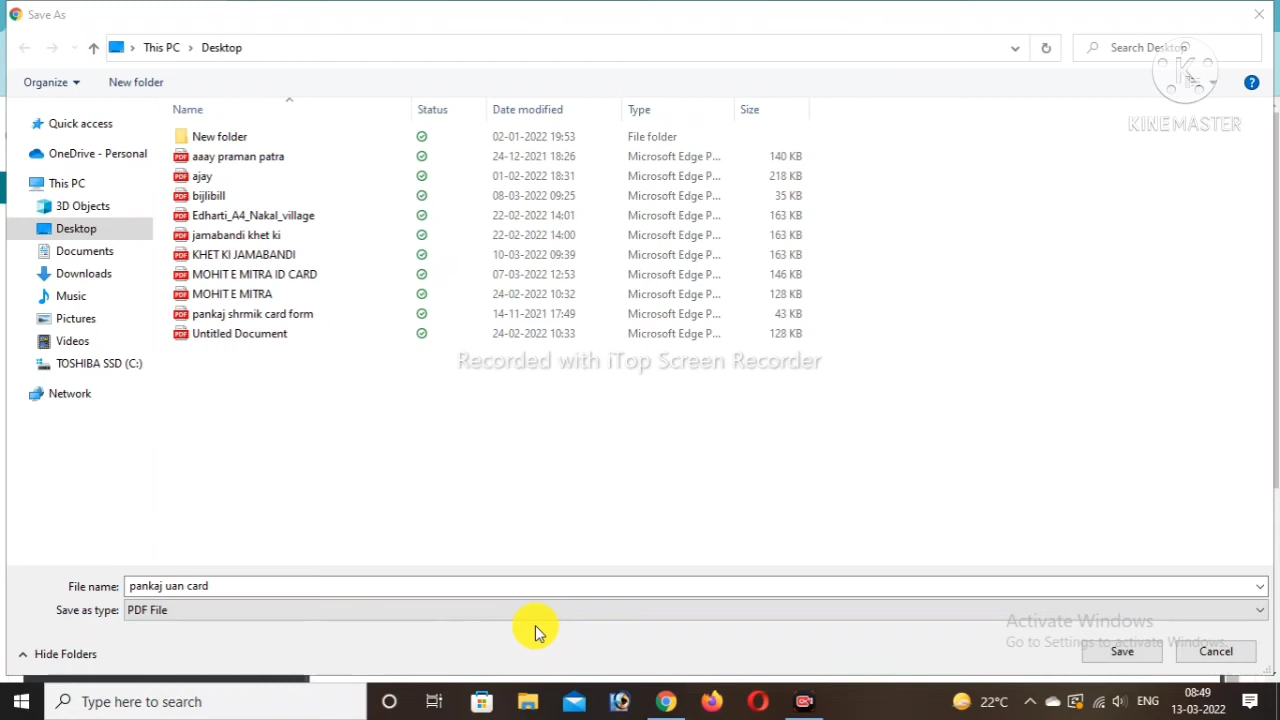 Save As
This PC > Desktop
Search Desktop
KINEMASTER
Organize New folder
Name Status Date modified Type Size
Quick access
OneDrive - Personal
This PC
3D Objects
Desktop
Documents
Downloads
Music
Pictures
Videos
TOSHIBA SSD (C:)
Network
New folder 02-01-2022 19:53 File folder
aaay praman patra 24-12-2021 18:26 Microsoft Edge P... 140 KB
ajay 01-02-2022 18:31 Microsoft Edge P... 218 KB
bijlibill 08-03-2022 09:25 Microsoft Edge P... 35 KB
Edharti_A4_Nakal_village 22-02-2022 14:01 Microsoft Edge P... 163 KB
jamabandi khet ki 22-02-2022 14:00 Microsoft Edge P... 163 KB
KHET KI JAMABANDI 10-03-2022 09:39 Microsoft Edge P... 163 KB
MOHIT E MITRA ID CARD 07-03-2022 12:53 Microsoft Edge P... 146 KB
MOHIT E MITRA 24-02-2022 10:32 Microsoft Edge P... 128 KB
pankaj shrmik card form 14-11-2021 17:49 Microsoft Edge P... 43 KB
Untitled Document 24-02-2022 10:33 Microsoft Edge P... 128 KB
Recorded with iTop Screen Recorder
File name: pankaj uan card
Save as type: PDF File
Activate Windows
Go to Settings to activate Windows.
Hide Folders
Save Cancel
Type here to search
22°C ENG
08:49
13-03-2022